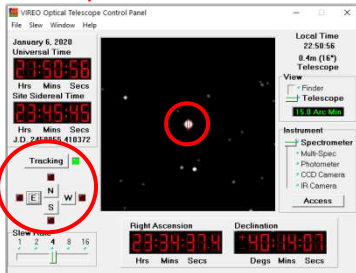 VIREO Optical Telescope Control Panel
File Slew Window Help
January 6, 2020
Universal Time
23:50:56
Hrs Mins Secs
Site Sidereal Time
23:45:45
Hrs Mins Secs
J.D. 2458855.410372
Tracking
N
E W
S
Slew Rate
1 2 4 8 16
Right Ascension
23:34:37.4
Hrs Mins Secs
Declination
+40:14:07
Degs Mins Secs
Local Time
22:50:56
0.4m (16")
Telescope
View
Finder
Telescope
15.0 Arc Min
Instrument
Spectrometer
Multi-Spec
Photometer
CCD Camera
IR Camera
Access